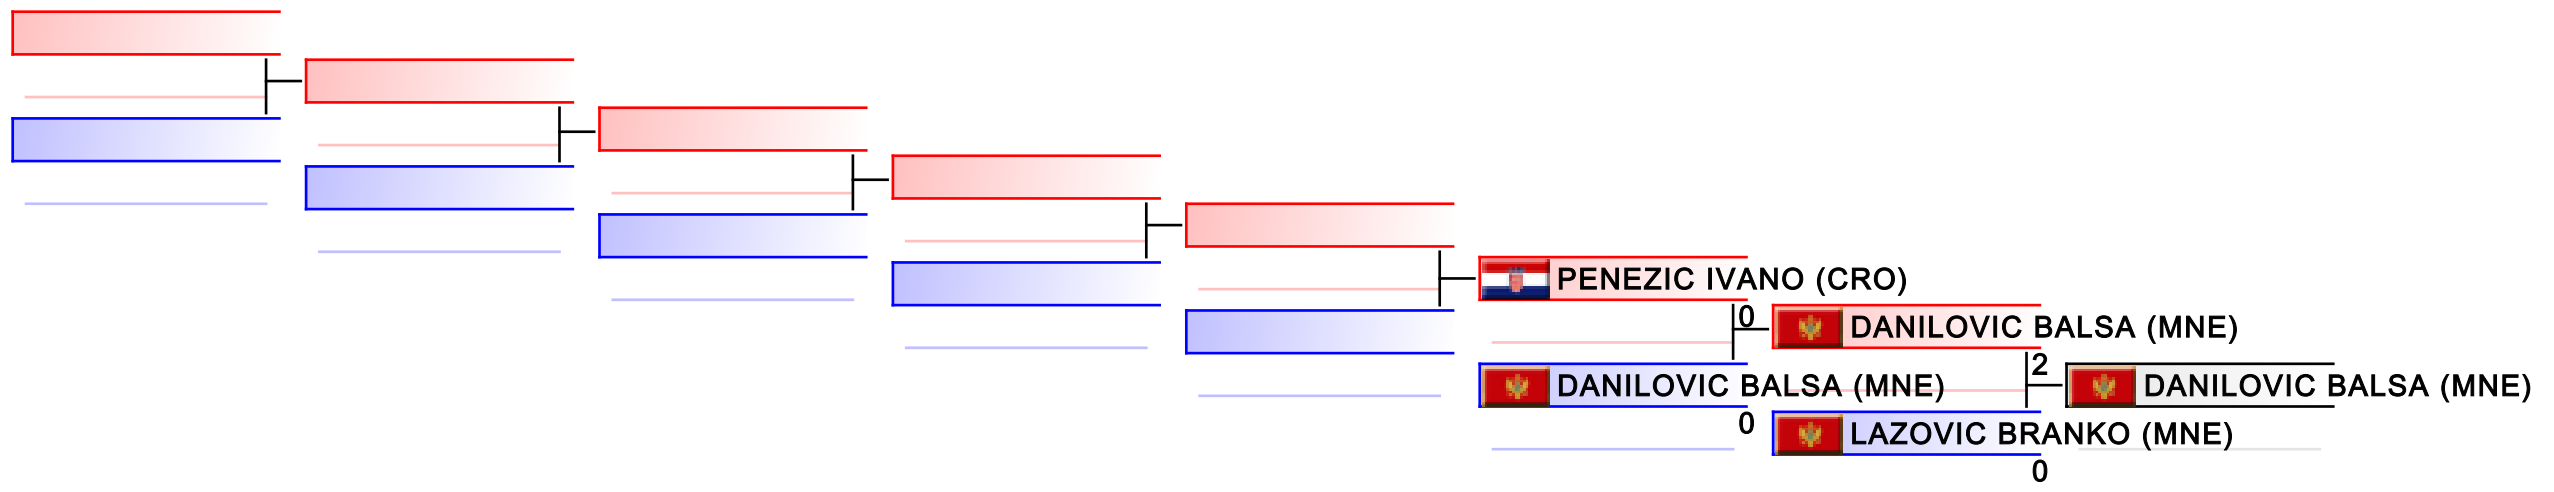 PENEZIC IVANO (CRO)
0
DANILOVIC BALSA (MNE)
2
DANILOVIC BALSA (MNE)
DANILOVIC BALSA (MNE)
0
LAZOVIC BRANKO (MNE)
0